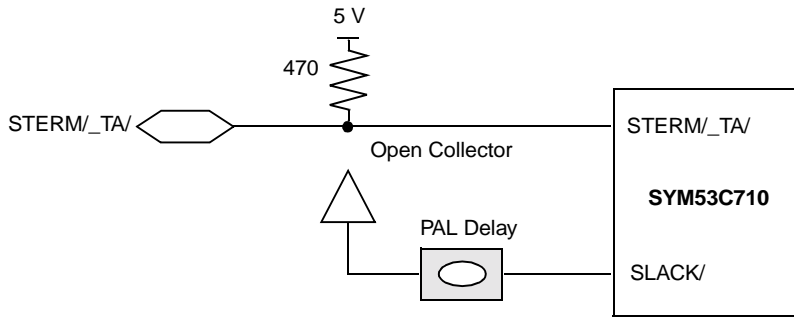 5 V
470
STERM/_TA/
STERM/_TA/
Open Collector
SYM53C710
PAL Delay
SLACK/